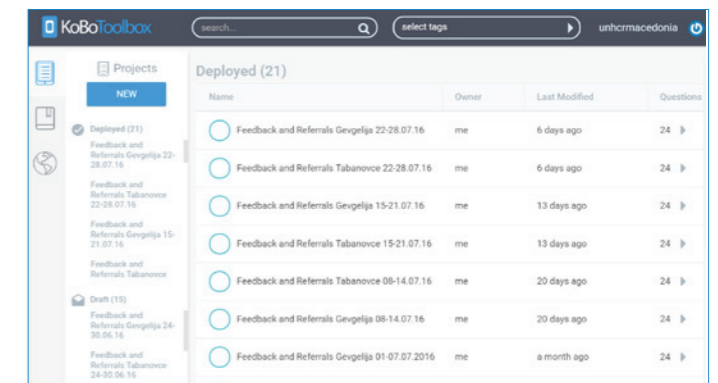 KoBoToolbox
search...
select tags
unhcrmacedonia
Projects
NEW
Deployed (21)
Feedback and
Referrals Gevgelija 22-
28.07.16
Feedback and
Referrals Tabanovce
22-28.07.16
Feedback and
Referrals Gevgelija 15-
21.07.16
Feedback and
Referrals Tabanovce
Draft (15)
Feedback and
Referrals Gevgelija 24-
30.06.16
Feedback and
Referrals Tabanovce
24-30.06.16
Deployed (21)
Name Owner Last Modified Questions
Feedback and Referrals Gevgelija 22-28.07.16 me 6 days ago 24
Feedback and Referrals Tabanovce 22-28.07.16 me 6 days ago 24
Feedback and Referrals Gevgelija 15-21.07.16 me 13 days ago 24
Feedback and Referrals Tabanovce 15-21.07.16 me 13 days ago 24
Feedback and Referrals Tabanovce 08-14.07.16 me 20 days ago 24
Feedback and Referrals Gevgelija 08-14.07.16 me 20 days ago 24
Feedback and Referrals Gevgelija 01-07.07.2016 me a month ago 24